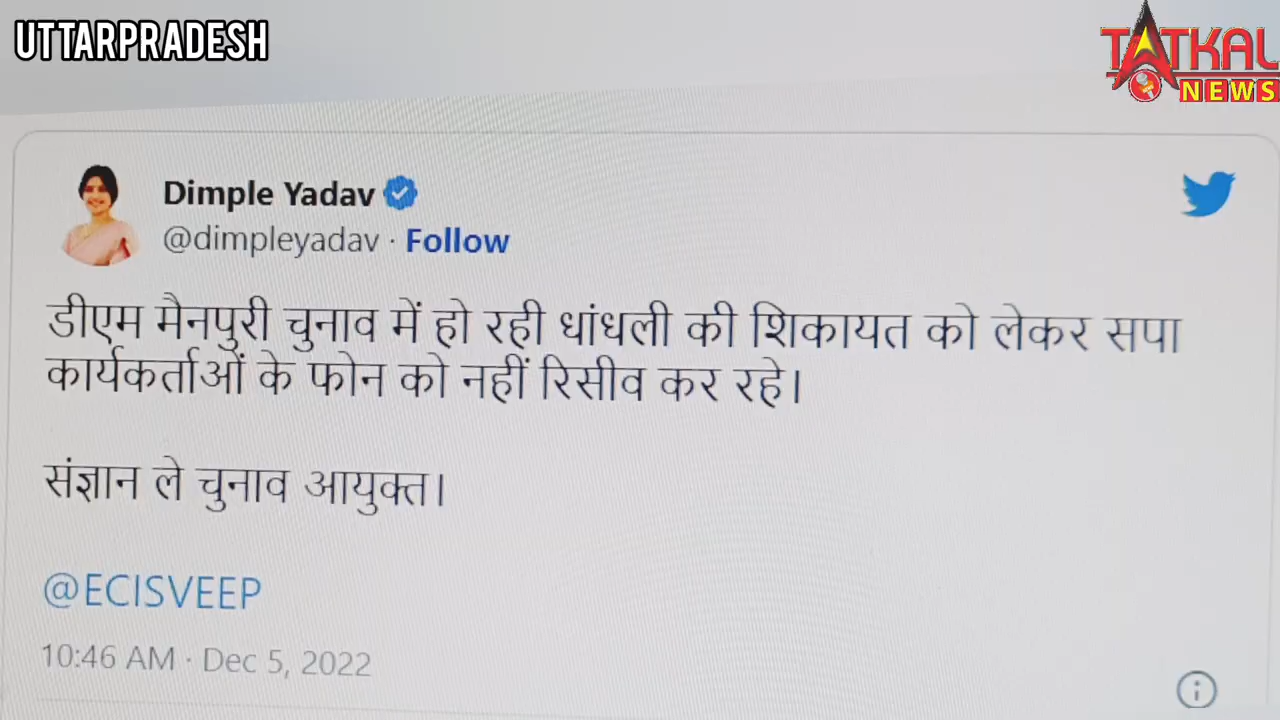 UTTARPRADESH
TATKAL
NEWS
Dimple Yadav
@dimpleyadav · Follow
डीएम मैनपुरी चुनाव में हो रही धांधली की शिकायत को लेकर सपा
कार्यकर्ताओं के फोन को नहीं रिसीव कर रहे।
संज्ञान ले चुनाव आयुक्त।
@ECISVEEP
10:46 AM · Dec 5, 2022